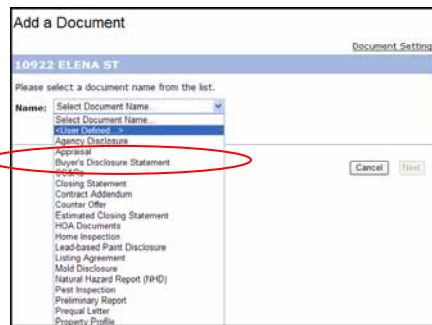 Add a Document
Document Setting
10922 ELENA ST
Please select a document name from the list.
Name: Select Document Name...
Select Document Name...
<User Defined...>
Agency Disclosure
Appraisal
Buyer's Disclosure Statement
CC&Rs
Closing Statement
Contract Addendum
Counter Offer
Estimated Closing Statement
HOA Documents
Home Inspection
Lead-based Paint Disclosure
Listing Agreement
Mold Disclosure
Natural Hazard Report (NHD)
Pest Inspection
Preliminary Report
Prequal Letter
Property Profile
Cancel Next